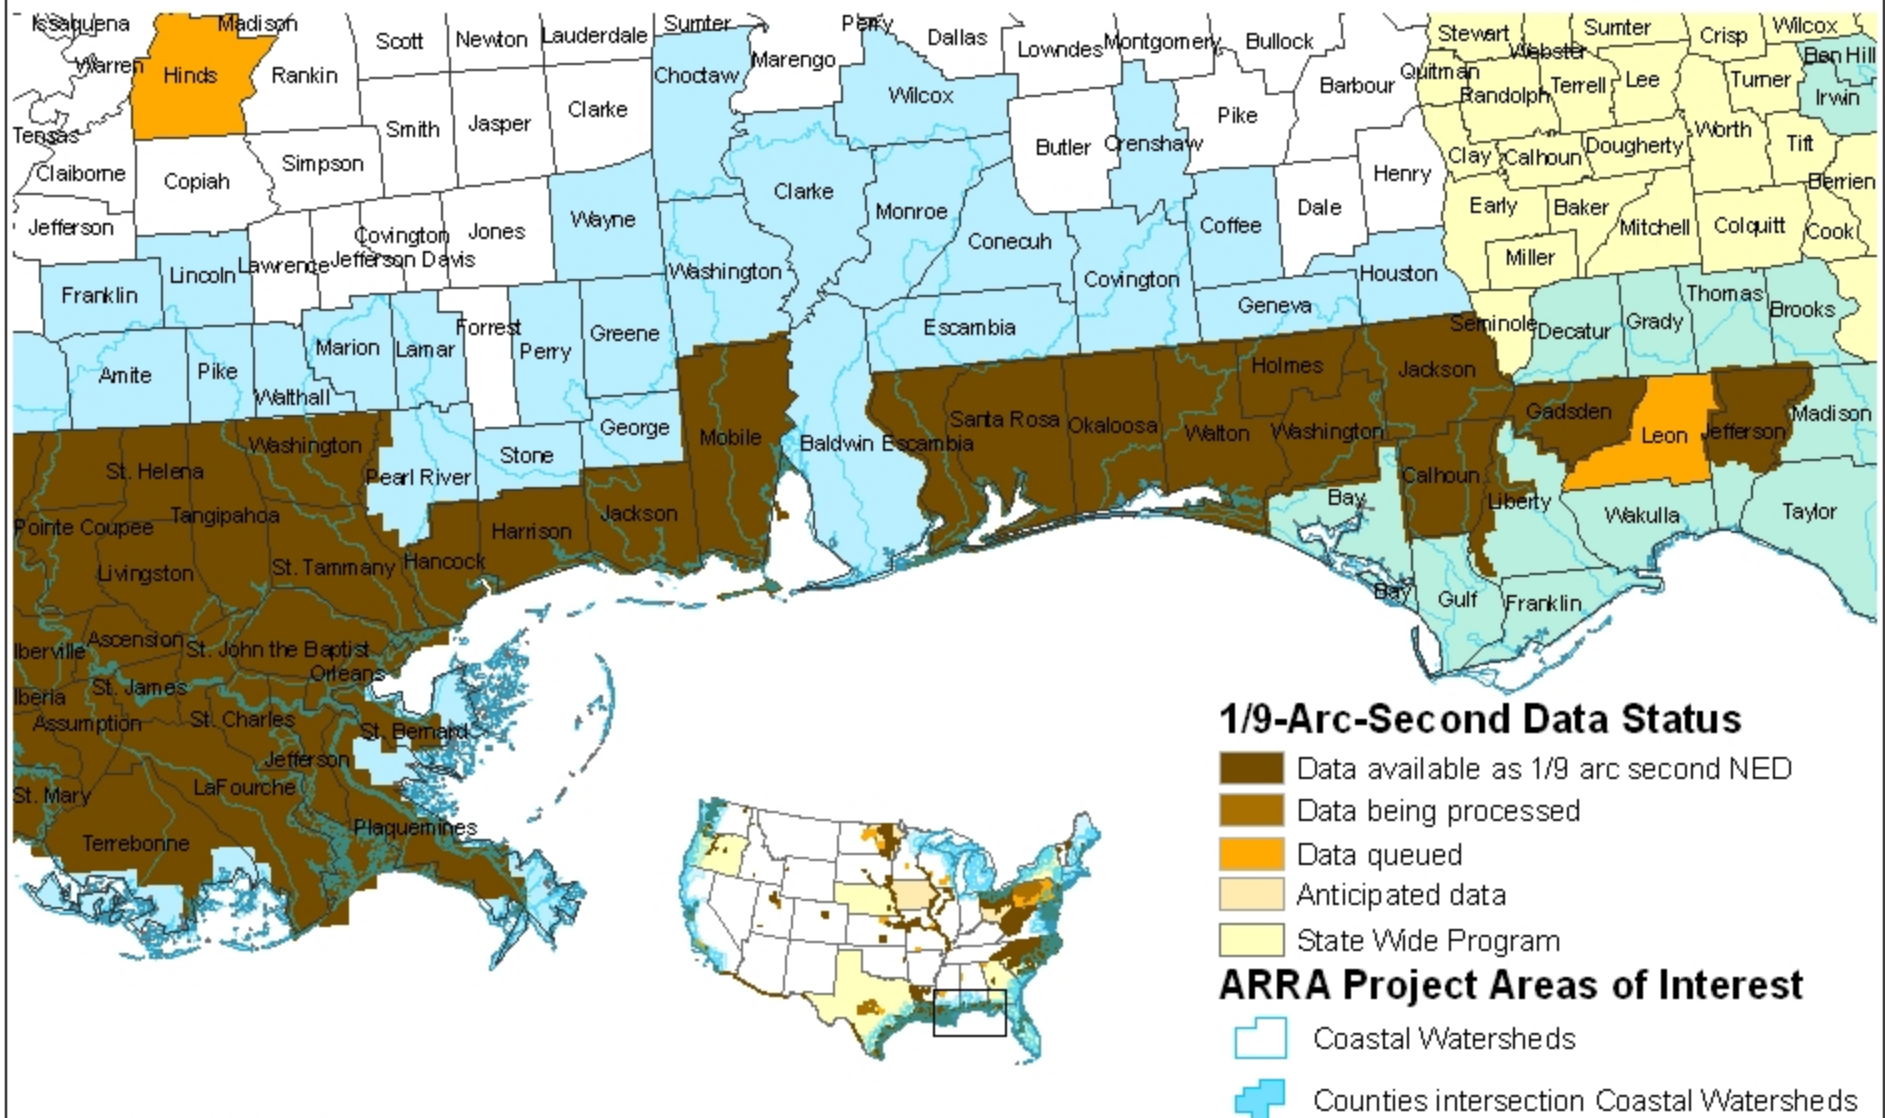 Issaquena
Madison
Scott
Newton
Lauderdale
Sumter
Marengo
Perry
Dallas
Lowndes
Montgomery
Bullock
Barbour
Stewart
Webster
Sumter
Crisp
Wilcox
Ben Hill
Warren
Hinds
Rankin
Clarke
Choctaw
Wilcox
Quitman
Randolph
Terrell
Lee
Turner
Irwin
Tensas
Smith
Jasper
Pike
Butler
Crenshaw
Worth
Tift
Claiborne
Copiah
Simpson
Clarke
Henry
Clay
Calhoun
Dougherty
Berrien
Jefferson
Covington
Jefferson Davis
Jones
Wayne
Monroe
Conecuh
Coffee
Dale
Early
Baker
Mitchell
Colquitt
Cook
Franklin
Lincoln
Lawrence
Washington
Covington
Houston
Miller
Amite
Pike
Walthall
Marion
Lamar
Forrest
Perry
Greene
Escambia
Geneva
Seminole
Decatur
Grady
Thomas
Brooks
Washington
St. Helena
Pearl River
Stone
George
Mobile
Baldwin
Escambia
Santa Rosa
Okaloosa
Walton
Holmes
Washington
Jackson
Gadsden
Leon
Jefferson
Madison
Pointe Coupee
Tangipahoa
Livingston
St. Tammany
Hancock
Harrison
Jackson
Bay
Calhoun
Liberty
Wakulla
Taylor
Iberville
Ascension
St. John the Baptist
Orleans
Bay
Gulf
Franklin
Iberia
St. James
Assumption
St. Charles
St. Bernard
Jefferson
St. Mary
LaFourche
Terrebonne
Plaquemines
1/9-Arc-Second Data Status
Data available as 1/9 arc second NED
Data being processed
Data queued
Anticipated data
State Wide Program
ARRA Project Areas of Interest
Coastal Watersheds
Counties intersection Coastal Watersheds